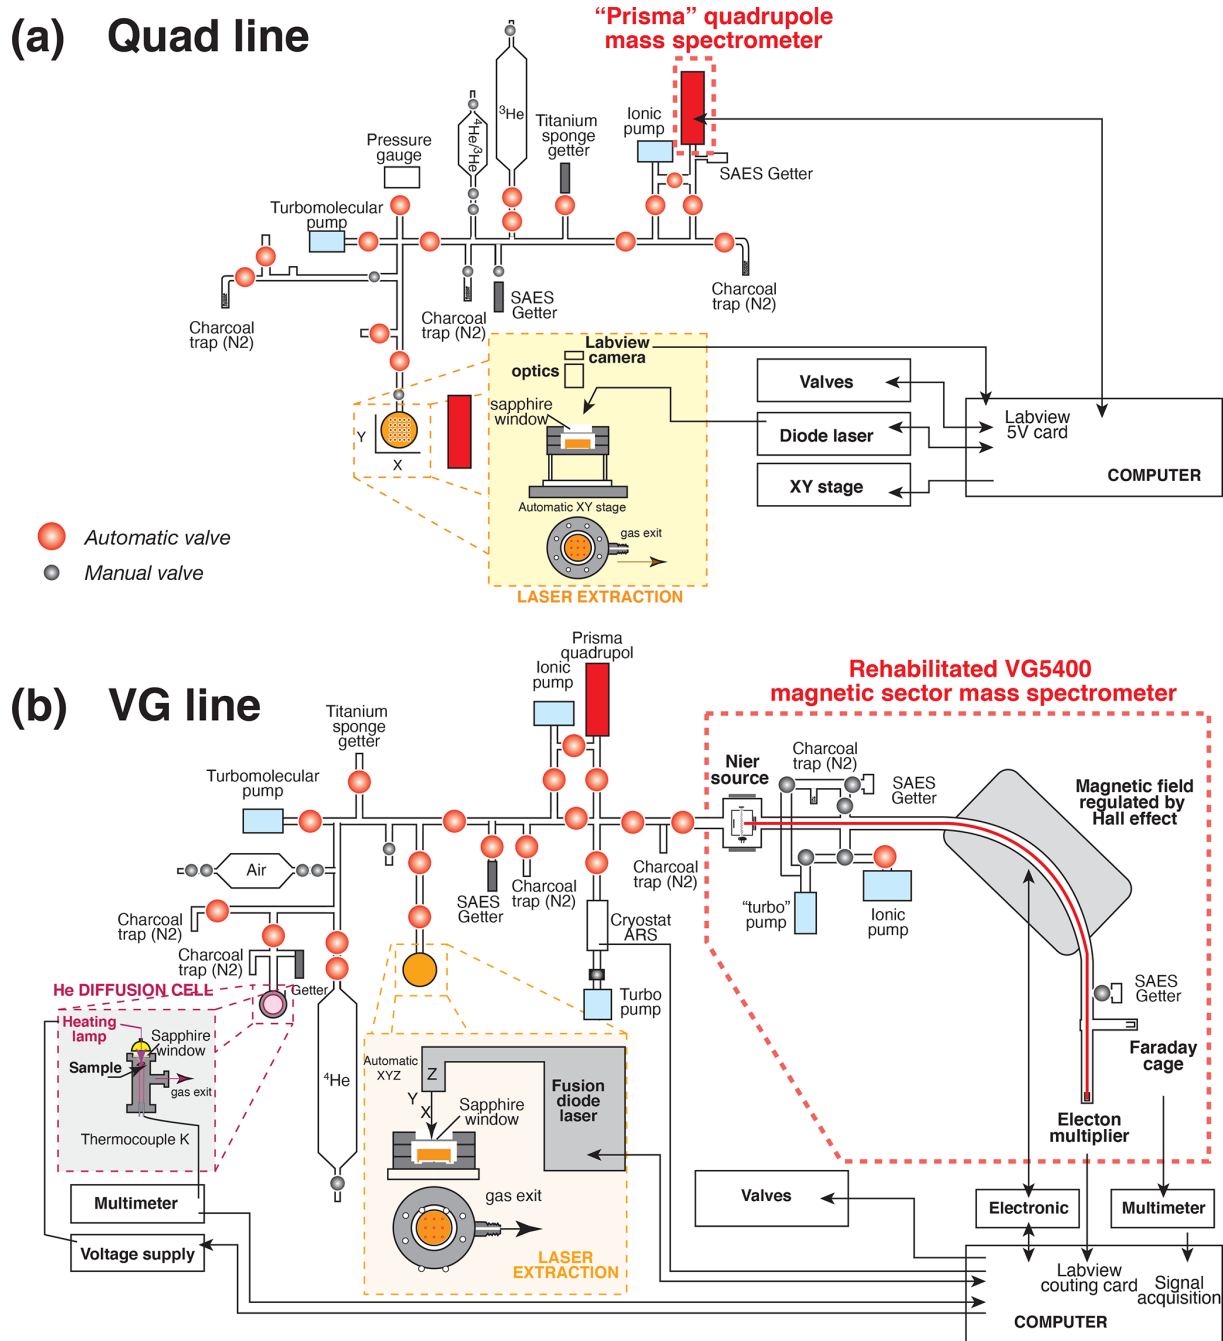 (a) Quad line
“Prisma” quadrupole
mass spectrometer
3He
4He/3He
Titanium
sponge
getter
Ionic
pump
SAES Getter
Pressure
gauge
Turbomolecular
pump
Charcoal
trap (N2)
Charcoal
trap (N2)
SAES
Getter
Charcoal
trap (N2)
Labview
camera
optics
sapphire
window
Automatic XY stage
gas exit
LASER EXTRACTION
Y
X
Valves
Diode laser
XY stage
Labview
5V card
COMPUTER
Automatic valve
Manual valve
(b) VG line
Prisma
quadrupol
Ionic
pump
Titanium
sponge
getter
Turbomolecular
pump
Air
Charcoal
trap (N2)
Charcoal
trap (N2)
Getter
SAES
Getter
Charcoal
trap (N2)
Charcoal
trap (N2)
Cryostat
ARS
Turbo
pump
4He
He DIFFUSION CELL
Heating
lamp
Sapphire
window
Sample
gas exit
Thermocouple K
Multimeter
Voltage supply
Automatic
XYZ
Z
Y
X
Fusion
diode
laser
Sapphire
window
gas exit
LASER
EXTRACTION
Rehabilitated VG5400
magnetic sector mass spectrometer
Nier
source
Charcoal
trap (N2)
SAES
Getter
Magnetic field
regulated by
Hall effect
“turbo”
pump
Ionic
pump
SAES
Getter
Faraday
cage
Electon
multiplier
Valves
Electronic
Multimeter
Labview
couting card
Signal
acquisition
COMPUTER